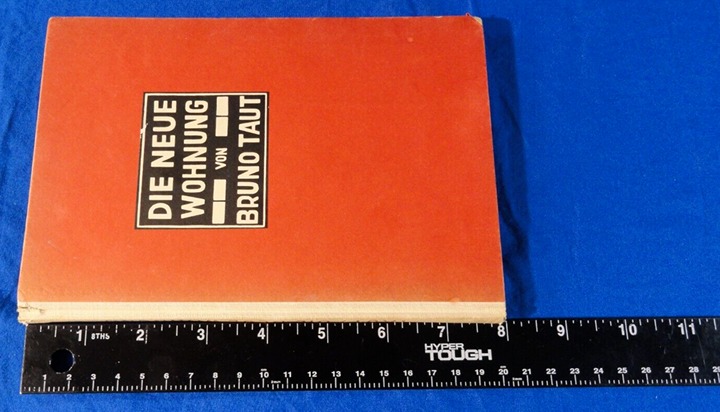 DIE NEUE
WOHNUNG
VON
BRUNO TAUT
1 8THS 2 3 4 5 6 7 8 9 10 11
HYPER
TOUGH
1 2 3 4 5 6 7 8 9 10 11 12 13 14 15 16 17 18 19 20 21 22 23 24 25 26 27 28 29